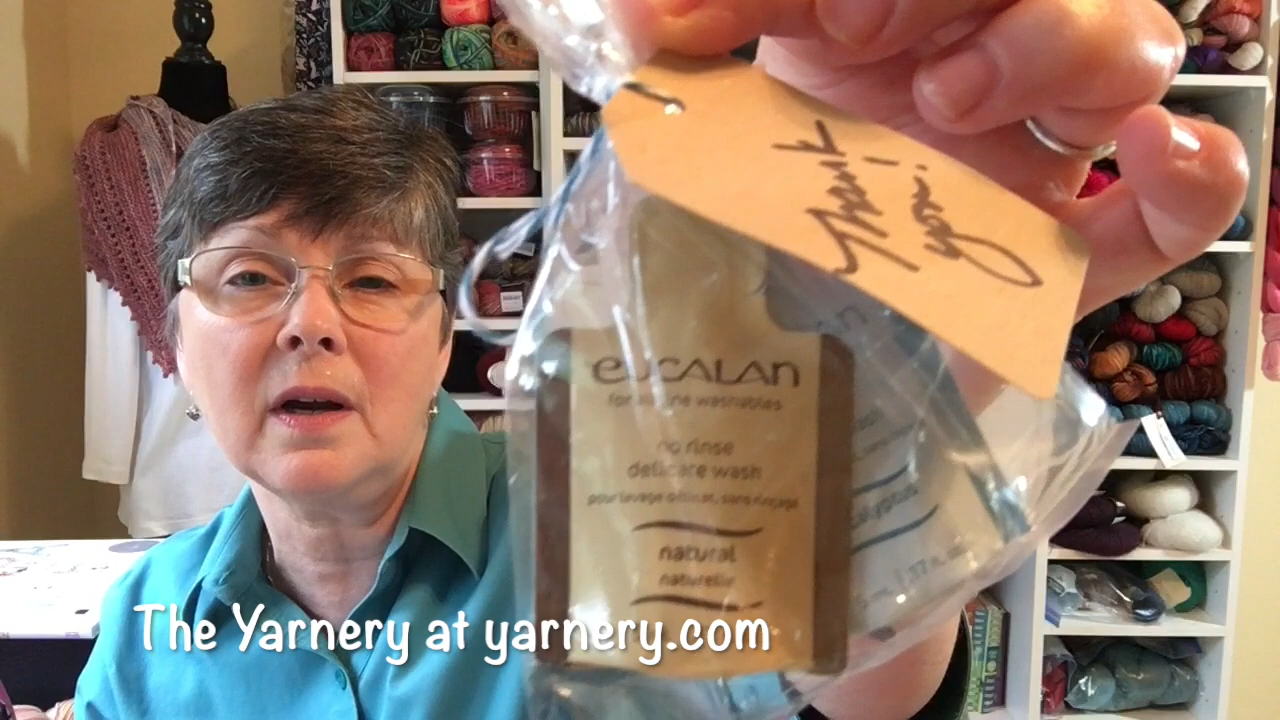 Thank
you!
eucalan
for all fine washables
no rinse
delicate wash
pour lavage délicat, sans rinçage
natural
naturelle
The Yarnery at yarnery.com